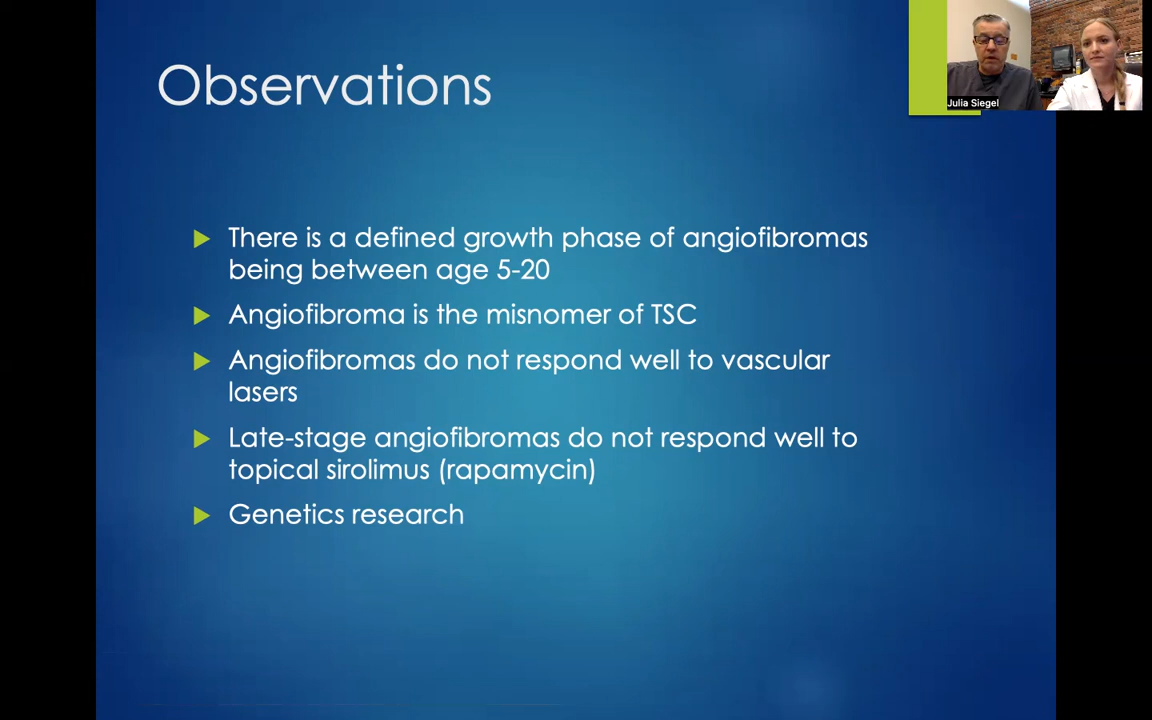 Observations
Julia Siegel
There is a defined growth phase of angiofibromas
being between age 5-20
Angiofibroma is the misnomer of TSC
Angiofibromas do not respond well to vascular
lasers
Late-stage angiofibromas do not respond well to
topical sirolimus (rapamycin)
Genetics research